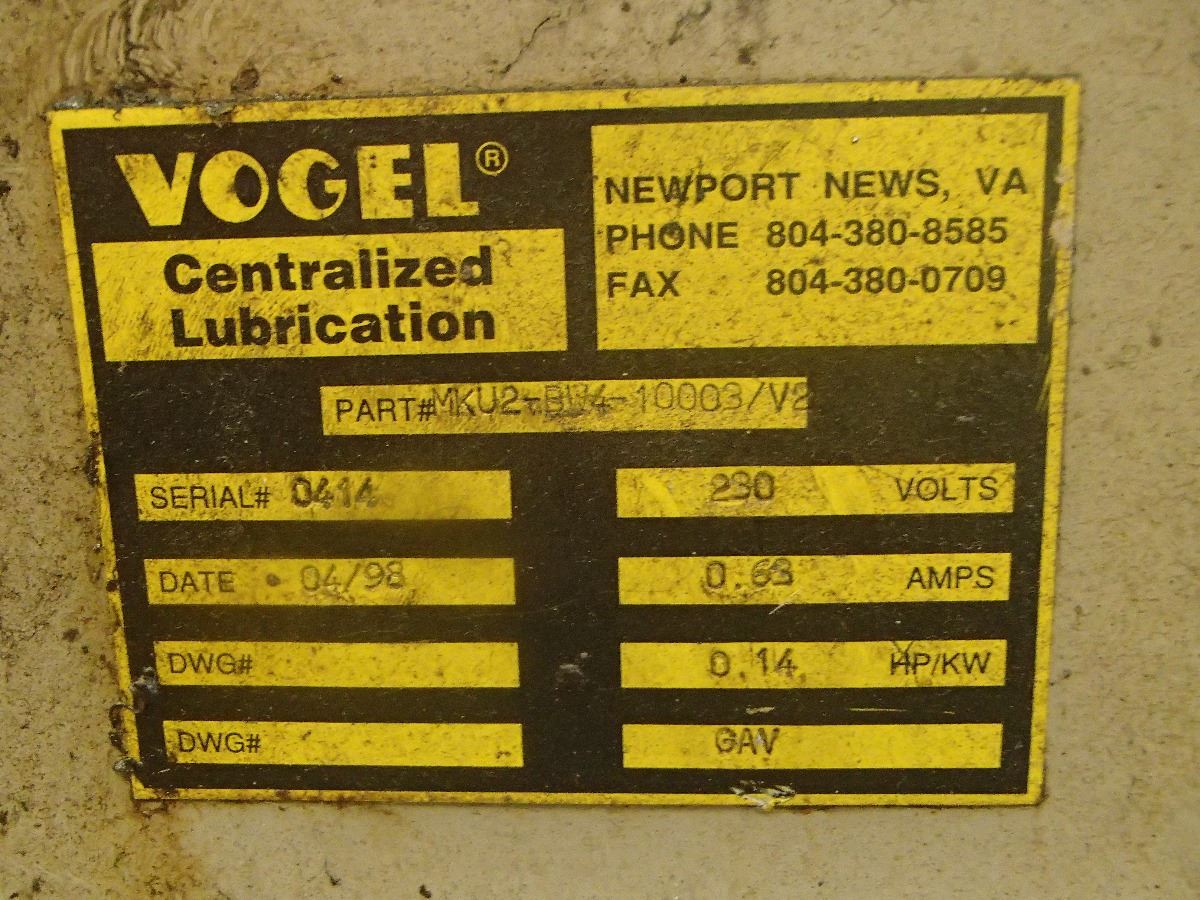 VOGEL®
Centralized
Lubrication
NEWPORT NEWS, VA
PHONE 804-380-8585
FAX 804-380-0709
PART# MKU2-BW4-10003/V2
SERIAL# 0414
230 VOLTS
DATE 04/98
0.63 AMPS
DWG#
0.14 HP/KW
DWG#
GAV